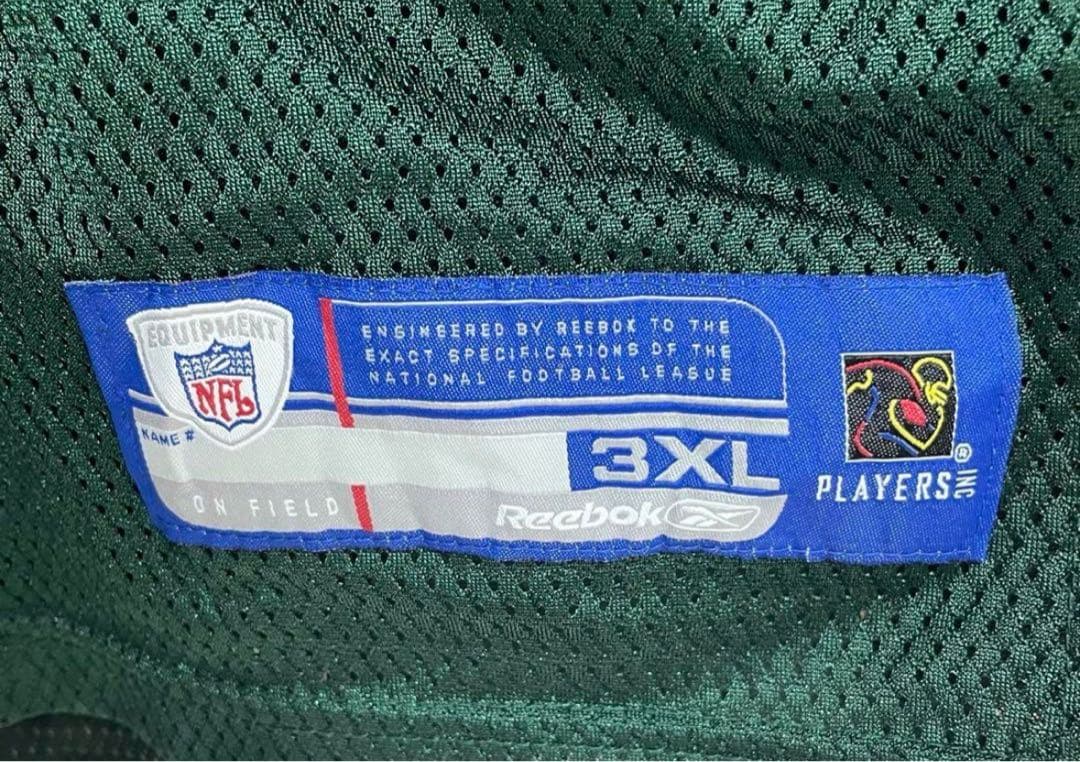 EQUIPMENT
NFL
ENGINEERED BY REEBOK TO THE
EXACT SPECIFICATIONS OF THE
NATIONAL FOOTBALL LEAGUE
NAME #
3XL
ON FIELD
Reebok
PLAYERS INC®